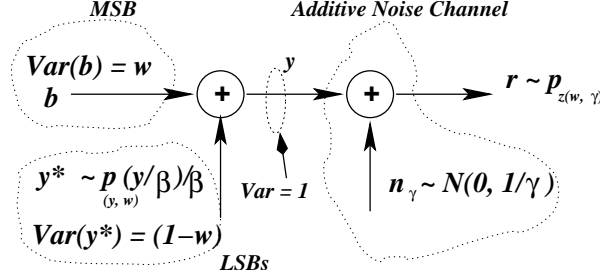 MSB
Additive Noise Channel
Var(b) = w
b
+
y
+
r ~ p_{z(w, γ)}
y* ~ p_{(y, w)}(y/β)/β
Var = 1
n_γ ~ N(0, 1/γ)
Var(y*) = (1−w)
LSBs